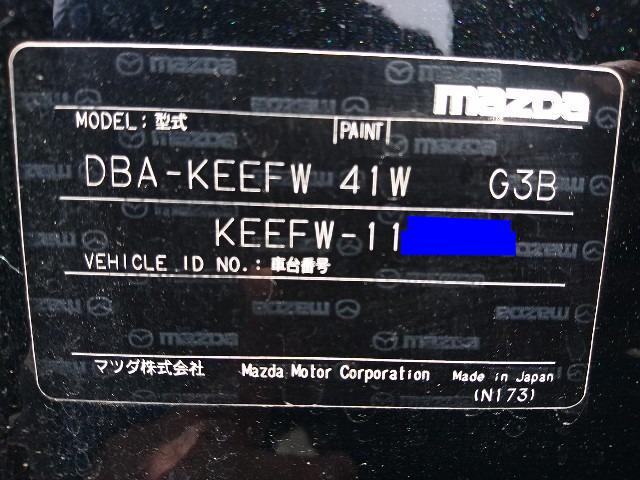 mazda
MODEL: 型式 PAINT
DBA-KEEFW 41W G3B
KEEFW-11
VEHICLE ID NO.: 車台番号
マツダ株式会社 Mazda Motor Corporation Made in Japan
(N173)